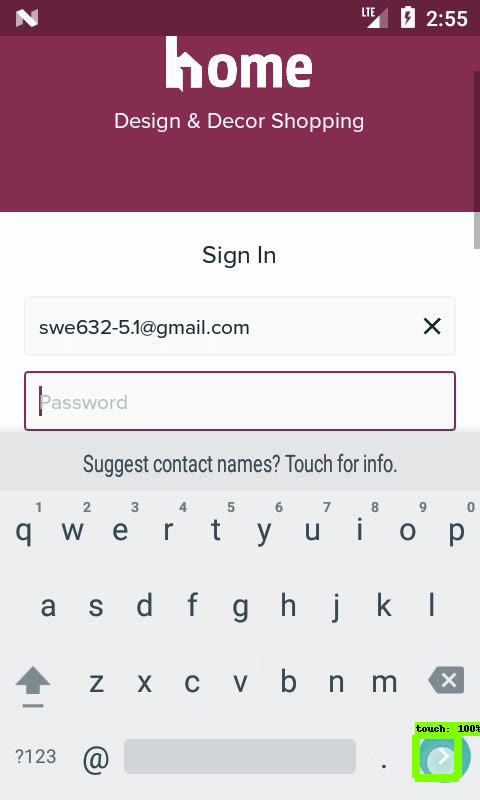 LTE
2:55
home
Design & Decor Shopping
Sign In
swe632-5.1@gmail.com
Password
Suggest contact names? Touch for info.
1 2 3 4 5 6 7 8 9 0
q w e r t y u i o p
a s d f g h j k l
z x c v b n m
touch: 100%
?123 @ .